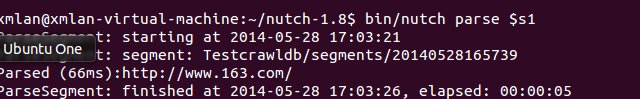 xmlan@xmlan-virtual-machine:~/nutch-1.8$ bin/nutch parse $s1
ParseSegment: starting at 2014-05-28 17:03:21
Ubuntu One
ment: segment: Testcrawldb/segments/20140528165739
Parsed (66ms):http://www.163.com/
ParseSegment: finished at 2014-05-28 17:03:26, elapsed: 00:00:05